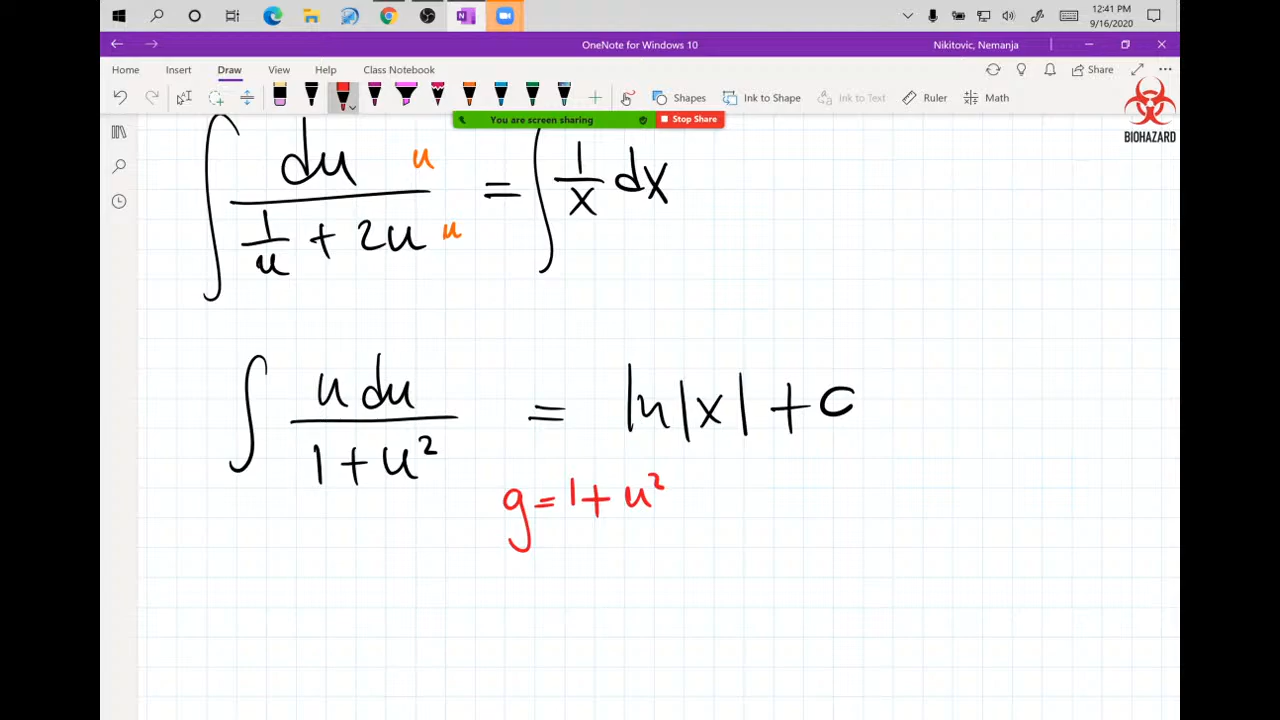 12:41 PM
9/16/2020
OneNote for Windows 10
Nikitovic, Nemanja
Home Insert Draw View Help Class Notebook Share
Shapes Ink to Shape Ink to Text Ruler Math
You are screen sharing Stop Share
BIOHAZARD
∫ du u / (1/u + 2u) u = ∫ 1/x dx
∫ u du / (1 + u²) = ln|x| + C
g = 1 + u²